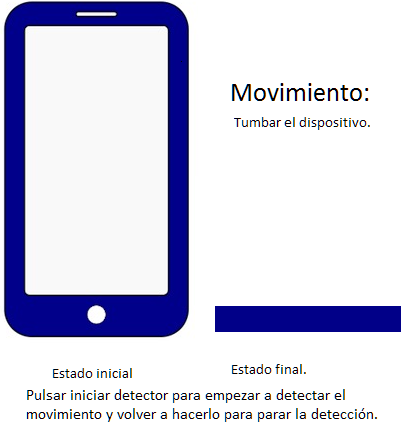 Movimiento:
Tumbar el dispositivo.
Estado inicial
Estado final.
Pulsar iniciar detector para empezar a detectar el
movimiento y volver a hacerlo para parar la detección.